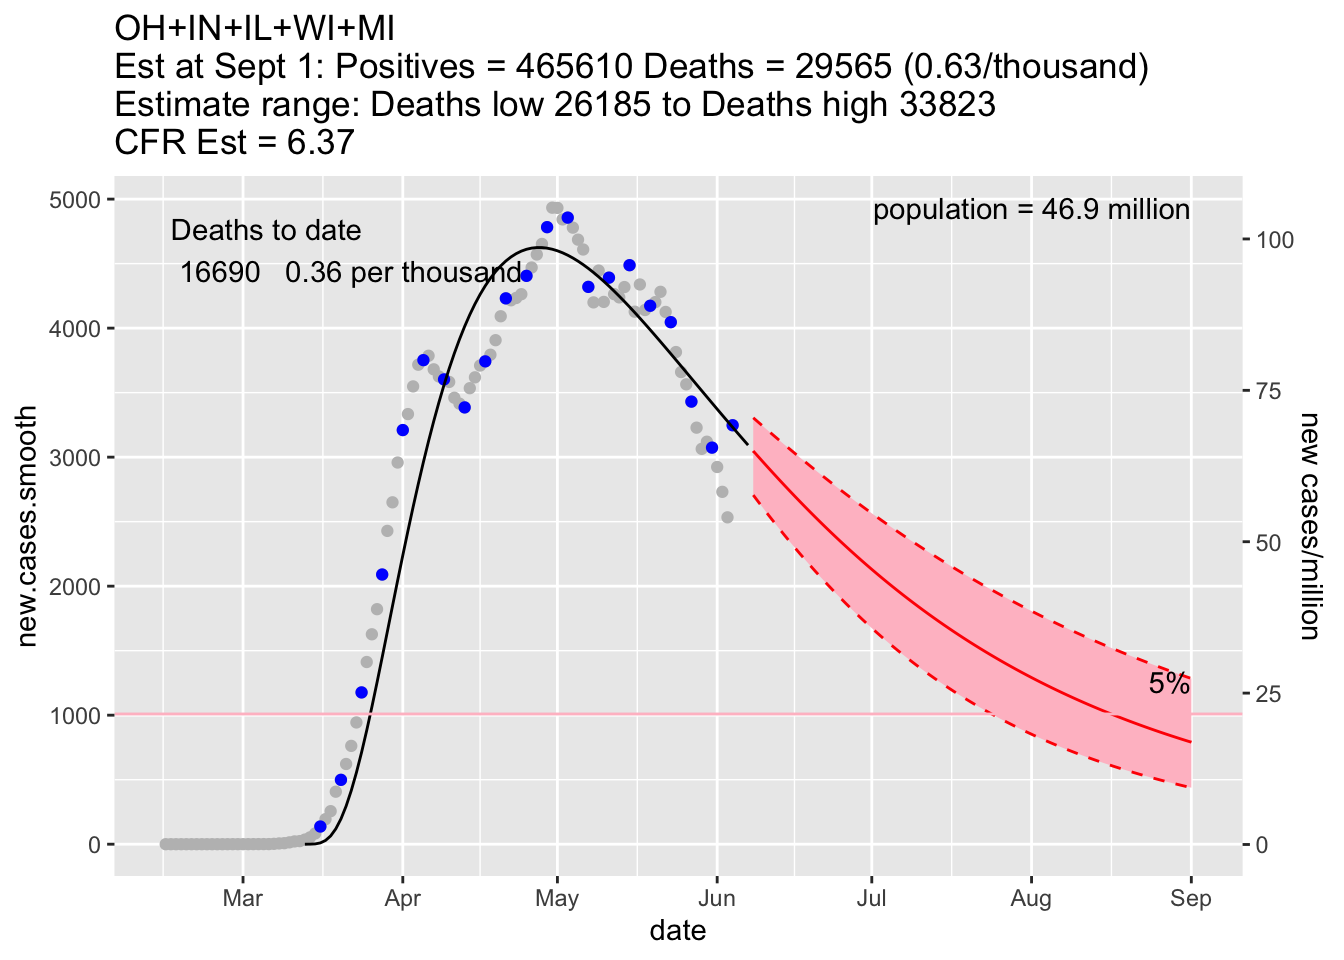 OH+IN+IL+WI+MI
Est at Sept 1: Positives = 465610 Deaths = 29565 (0.63/thousand)
Estimate range: Deaths low 26185 to Deaths high 33823
CFR Est = 6.37
5000
4000
3000
2000
1000
0
new.cases.smooth
Deaths to date
16690 0.36 per thousand
population = 46.9 million
5%
100
75
50
25
0
new cases/million
Mar Apr May Jun Jul Aug Sep
date